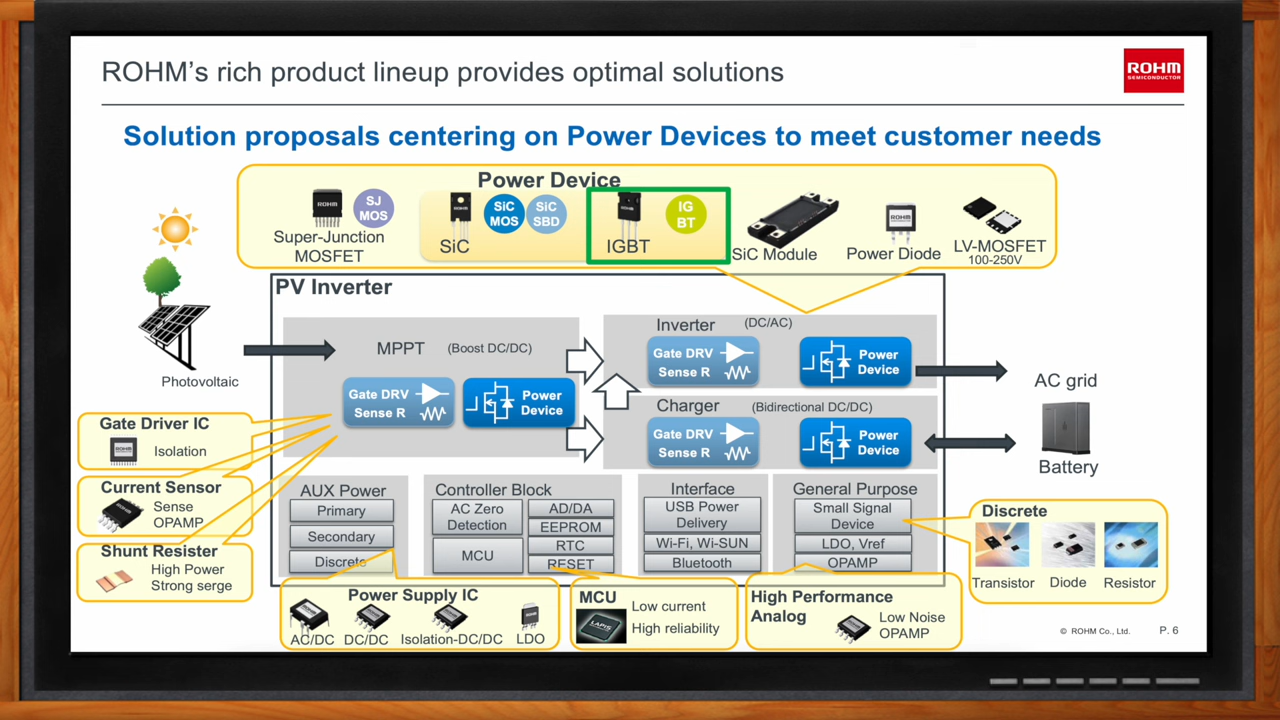 ROHM's rich product lineup provides optimal solutions
ROHM
SEMICONDUCTOR
Solution proposals centering on Power Devices to meet customer needs
Power Device
ROHM
SJ
MOS
Super-Junction
MOSFET
ROHM
SiC
MOS
SiC
SBD
SiC
ROHM
IG
BT
IGBT
SiC Module
ROHM
Power Diode
LV-MOSFET
100-250V
PV Inverter
Photovoltaic
MPPT
(Boost DC/DC)
Gate DRV
Sense R
Power
Device
Inverter
(DC/AC)
Gate DRV
Sense R
Power
Device
Charger
(Bidirectional DC/DC)
Gate DRV
Sense R
Power
Device
AC grid
Battery
Gate Driver IC
ROHM
Isolation
Current Sensor
Sense
OPAMP
Shunt Resister
High Power
Strong serge
AUX Power
Primary
Secondary
Discrete
Controller Block
AC Zero
Detection
MCU
AD/DA
EEPROM
RTC
RESET
Interface
USB Power
Delivery
Wi-Fi, Wi-SUN
Bluetooth
General Purpose
Small Signal
Device
LDO, Vref
OPAMP
Discrete
Transistor
Diode
Resistor
Power Supply IC
AC/DC
DC/DC
Isolation-DC/DC
LDO
MCU
LAPIS
Low current
High reliability
High Performance
Analog
Low Noise
OPAMP
© ROHM Co., Ltd.
P. 6